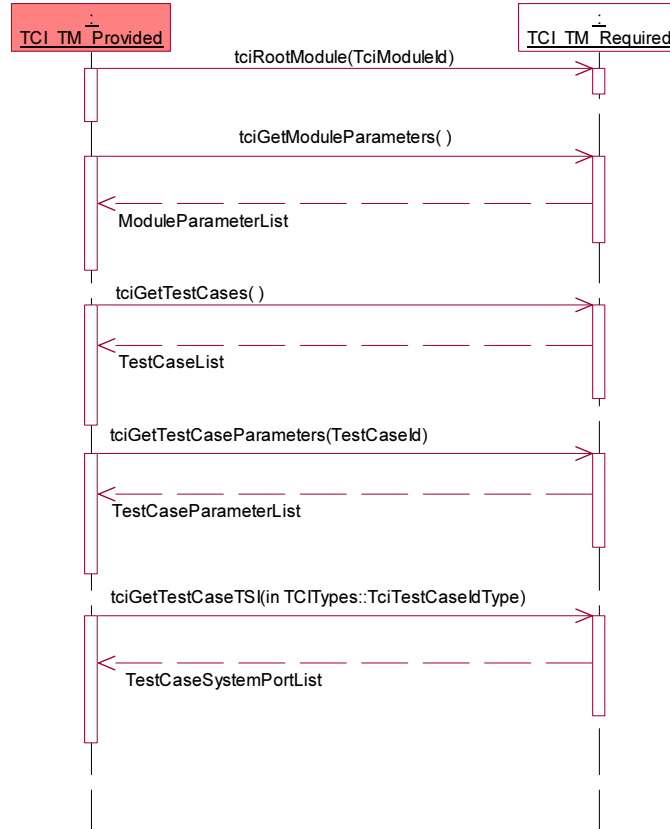 :
TCI_TM_Provided
:
TCI_TM_Required
tciRootModule(TciModuleId)
tciGetModuleParameters( )
ModuleParameterList
tciGetTestCases( )
TestCaseList
tciGetTestCaseParameters(TestCaseId)
TestCaseParameterList
tciGetTestCaseTSI(in TCITypes::TciTestCaseIdType)
TestCaseSystemPortList